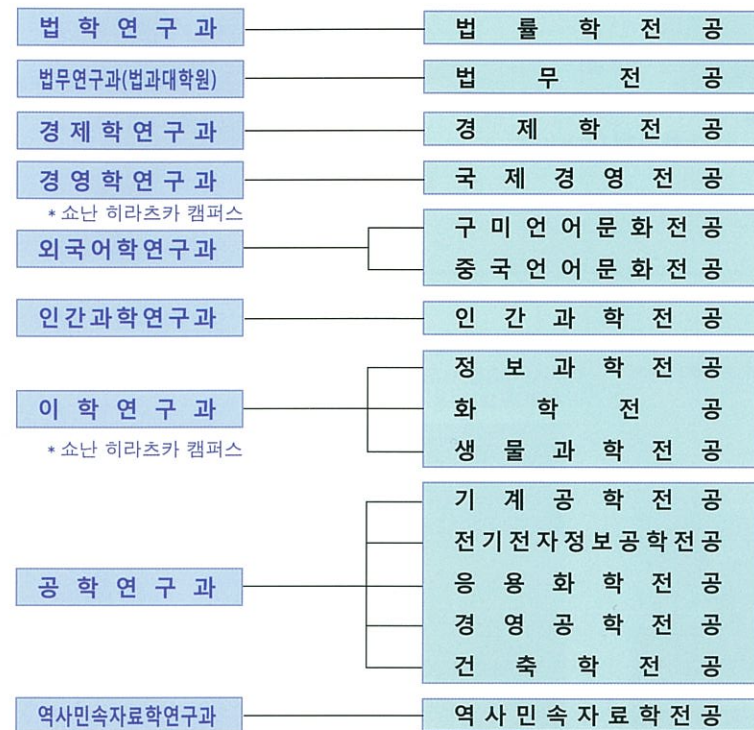 법학연구과
법률학전공
법무연구과(법과대학원)
법무전공
경제학연구과
경제학전공
경영학연구과
국제경영전공
* 쇼난 히라츠카 캠퍼스
외국어학연구과
구미언어문화전공
중국언어문화전공
인간과학연구과
인간과학전공
이학연구과
* 쇼난 히라츠카 캠퍼스
정보과학전공
화학전공
생물과학전공
공학연구과
기계공학전공
전기전자정보공학전공
응용화학전공
경영공학전공
건축학전공
역사민속자료학연구과
역사민속자료학전공